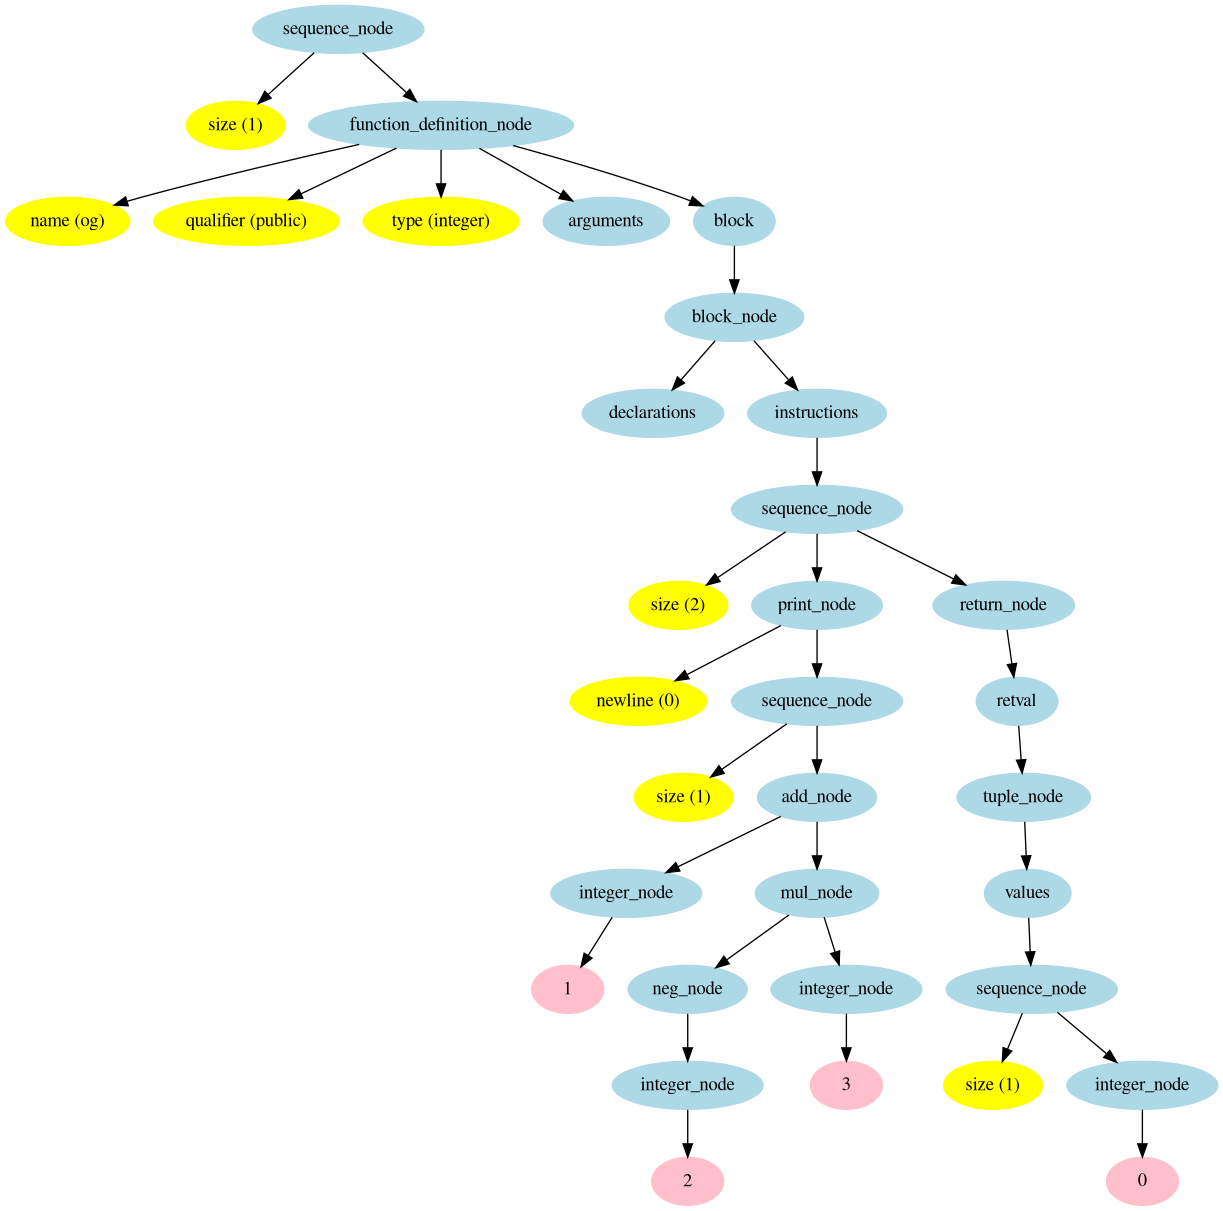 sequence_node
size (1)
function_definition_node
name (og)
qualifier (public)
type (integer)
arguments
block
block_node
declarations
instructions
sequence_node
size (2)
print_node
return_node
newline (0)
sequence_node
retval
size (1)
add_node
tuple_node
integer_node
mul_node
values
1
neg_node
integer_node
sequence_node
integer_node
3
size (1)
integer_node
2
0